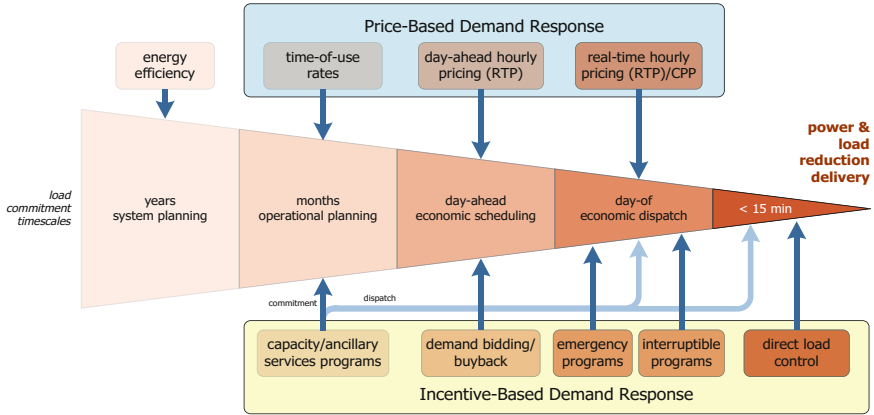 Price-Based Demand Response
energy
efficiency
time-of-use
rates
day-ahead hourly
pricing (RTP)
real-time hourly
pricing (RTP)/CPP
power &
load
reduction
delivery
load
commitment
timescales
years
system planning
months
operational planning
day-ahead
economic scheduling
day-of
economic dispatch
< 15 min
commitment
dispatch
capacity/ancillary
services programs
demand bidding/
buyback
emergency
programs
interruptible
programs
direct load
control
Incentive-Based Demand Response